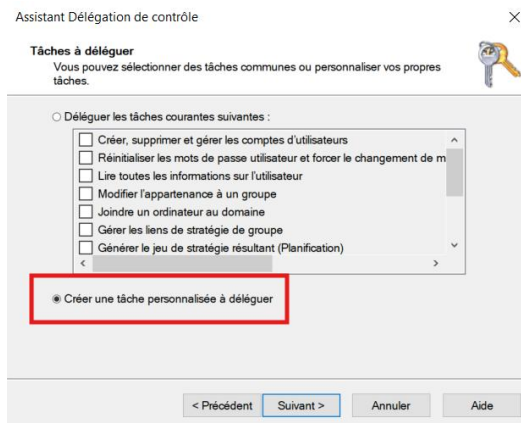 Assistant Délégation de contrôle
Tâches à déléguer
Vous pouvez sélectionner des tâches communes ou personnaliser vos propres
tâches.
Déléguer les tâches courantes suivantes :
Créer, supprimer et gérer les comptes d'utilisateurs
Réinitialiser les mots de passe utilisateur et forcer le changement de m
Lire toutes les informations sur l'utilisateur
Modifier l'appartenance à un groupe
Joindre un ordinateur au domaine
Gérer les liens de stratégie de groupe
Générer le jeu de stratégie résultant (Planification)
Créer une tâche personnalisée à déléguer
< Précédent Suivant > Annuler Aide